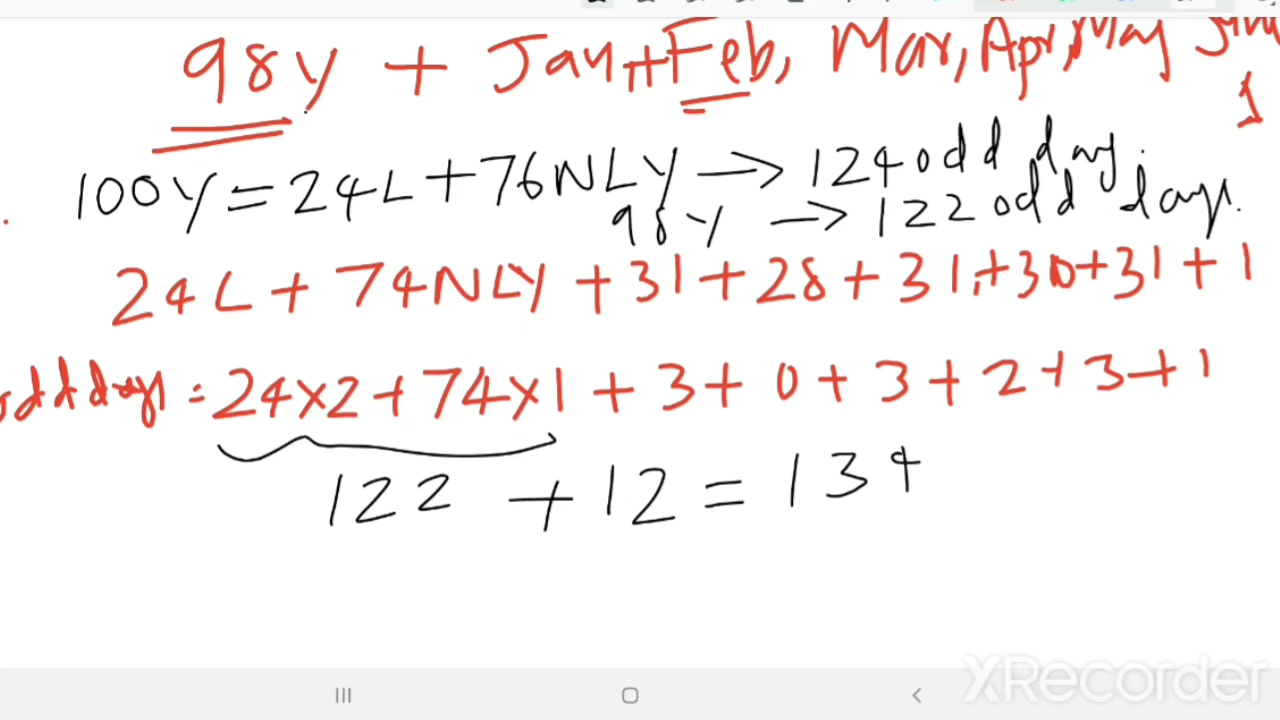 98y + Jan, Feb, Mar, Apr, May
1
100Y = 24L + 76NLY → 124 odd day.
98Y → 122 odd days.
24L + 74NLY + 31 + 28 + 31 + 30 + 31 + 1
odd days = 24×2 + 74×1 + 3 + 0 + 3 + 2 + 3 + 1
122 + 12 = 134
XRecorder